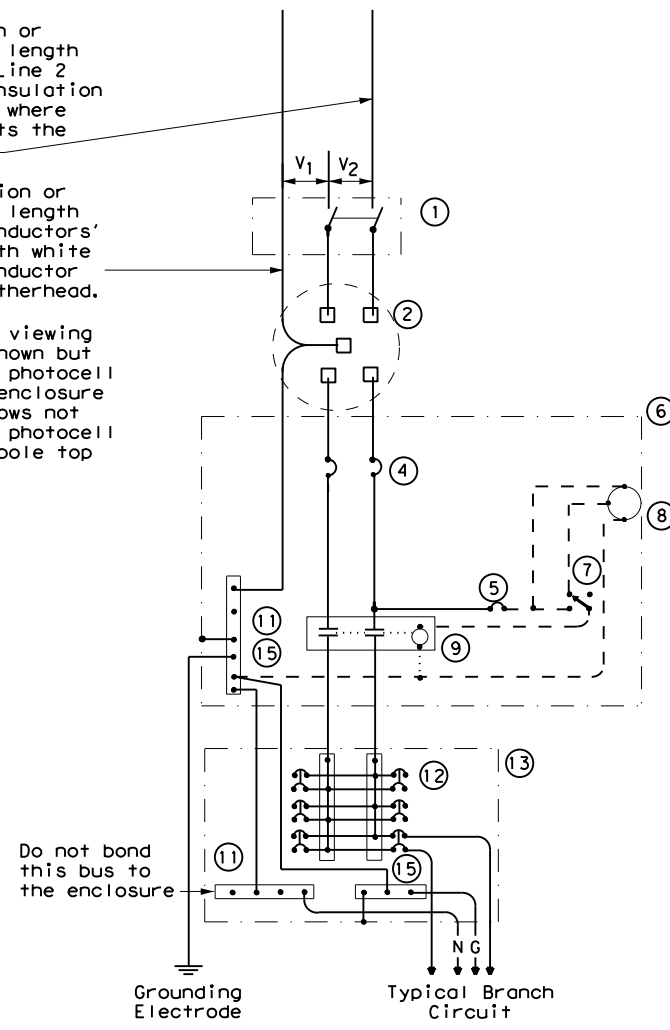 n or
length
Line 2
nsulation
where
ts the
ion or
length
nductors'
th white
nductor
therhead.
viewing
nown but
photocell
enclosure
ows not
photocell
pole top
V1
V2
1
2
4
6
8
5
7
9
11
15
13
12
11
15
Do not bond
this bus to
the enclosure
N G
Grounding
Electrode
Typical Branch
Circuit